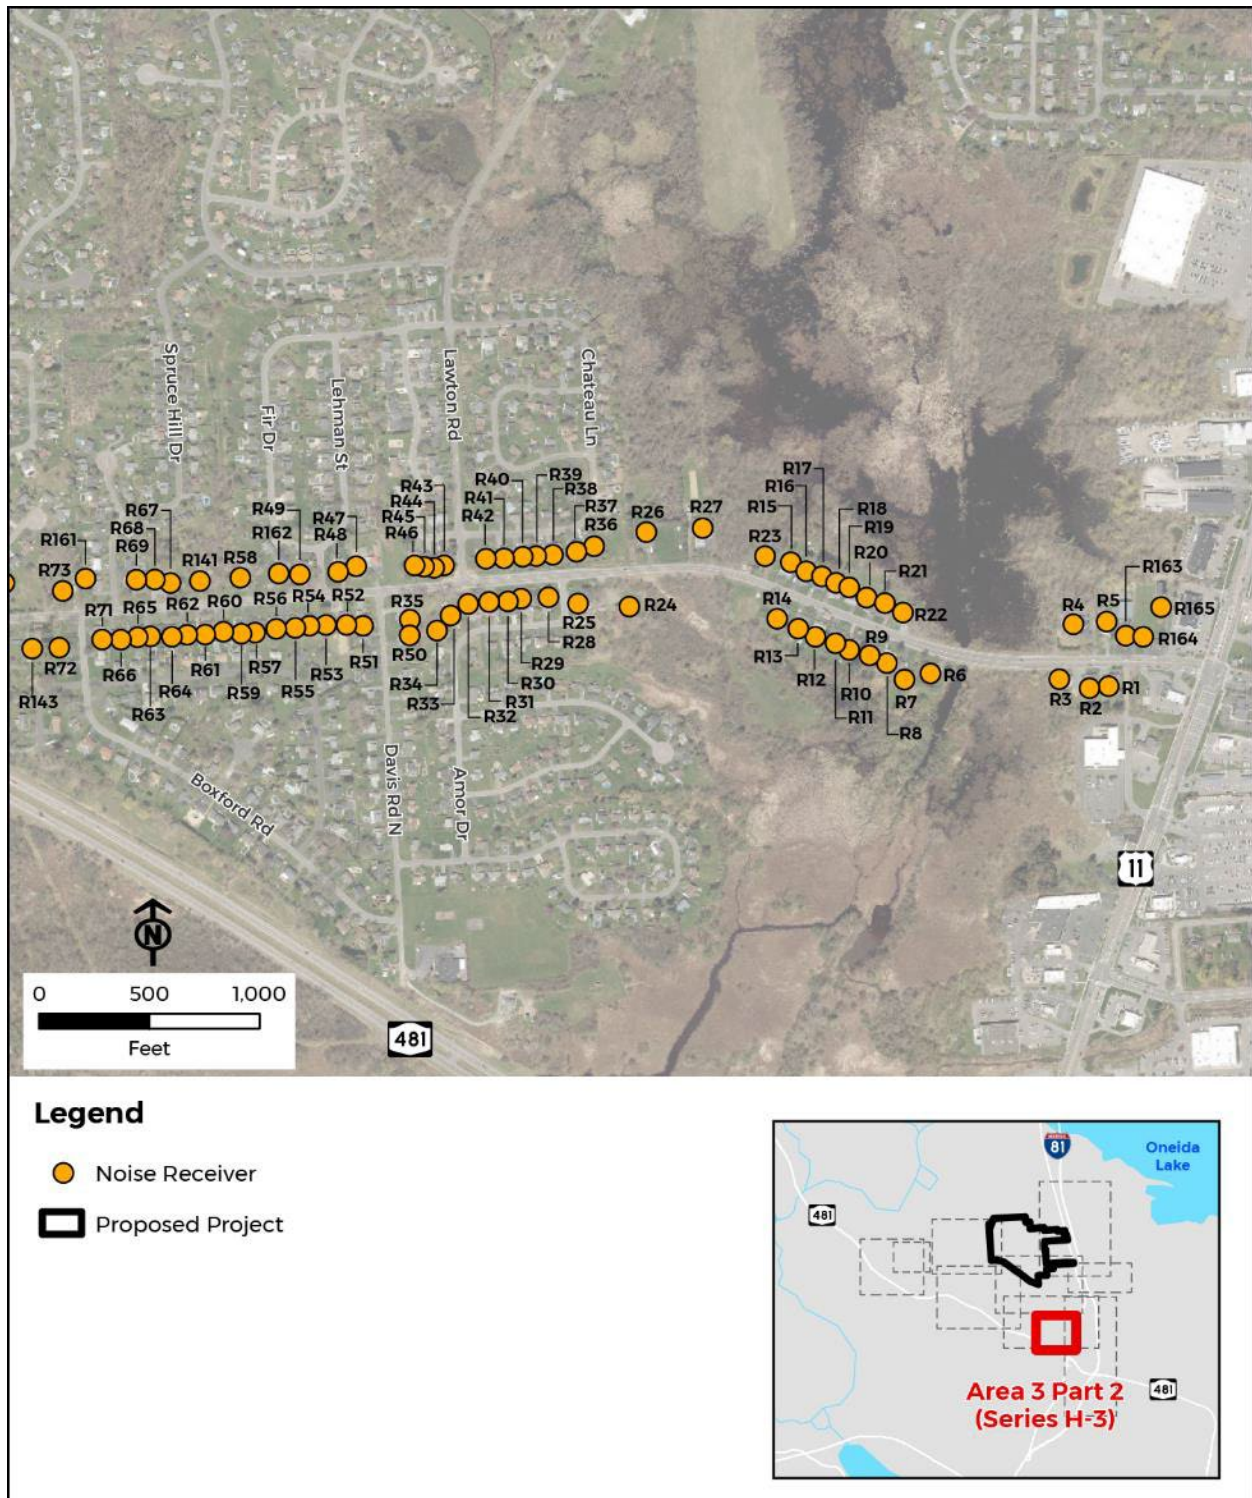 Spruce Hill Dr
Fir Dr
Lehman St
Lawton Rd
Chateau Ln
R161
R73
R69
R68
R67
R141
R58
R162
R49
R48
R47
R46
R45
R44
R43
R42
R41
R40
R39
R38
R37
R36
R26
R27
R23
R15
R16
R17
R18
R19
R20
R21
R22
R4
R5
R163
R165
R164
R71
R65
R62
R60
R56
R54
R52
R35
R143
R72
R66
R63
R64
R61
R59
R57
R55
R53
R51
R50
R34
R33
R32
R31
R30
R29
R28
R25
R24
R14
R13
R12
R10
R11
R9
R8
R7
R6
R3
R2
R1
Boxford Rd
Davis Rd N
Amor Dr
11
N
481
0 500 1,000
Feet
Legend
Noise Receiver
Proposed Project
81
Oneida
Lake
481
Area 3 Part 2
(Series H-3)
481